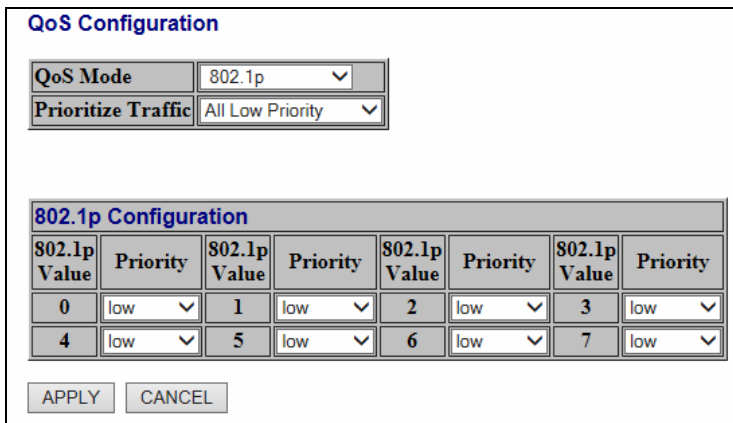 QoS Configuration
QoS Mode 802.1p
Prioritize Traffic All Low Priority
802.1p Configuration
802.1p Value Priority 802.1p Value Priority 802.1p Value Priority 802.1p Value Priority
0 low 1 low 2 low 3 low
4 low 5 low 6 low 7 low
APPLY CANCEL